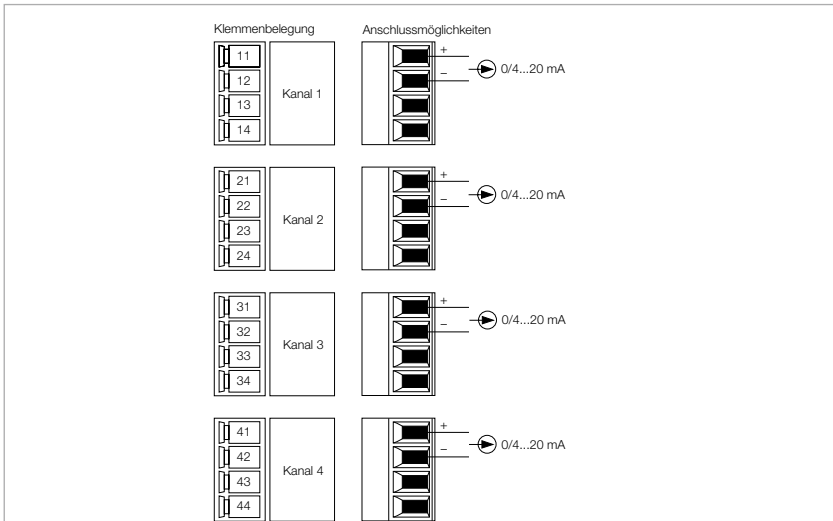 Klemmenbelegung Anschlussmöglichkeiten
11
12
13
14
Kanal 1
+
–
0/4...20 mA
21
22
23
24
Kanal 2
+
–
0/4...20 mA
31
32
33
34
Kanal 3
+
–
0/4...20 mA
41
42
43
44
Kanal 4
+
–
0/4...20 mA